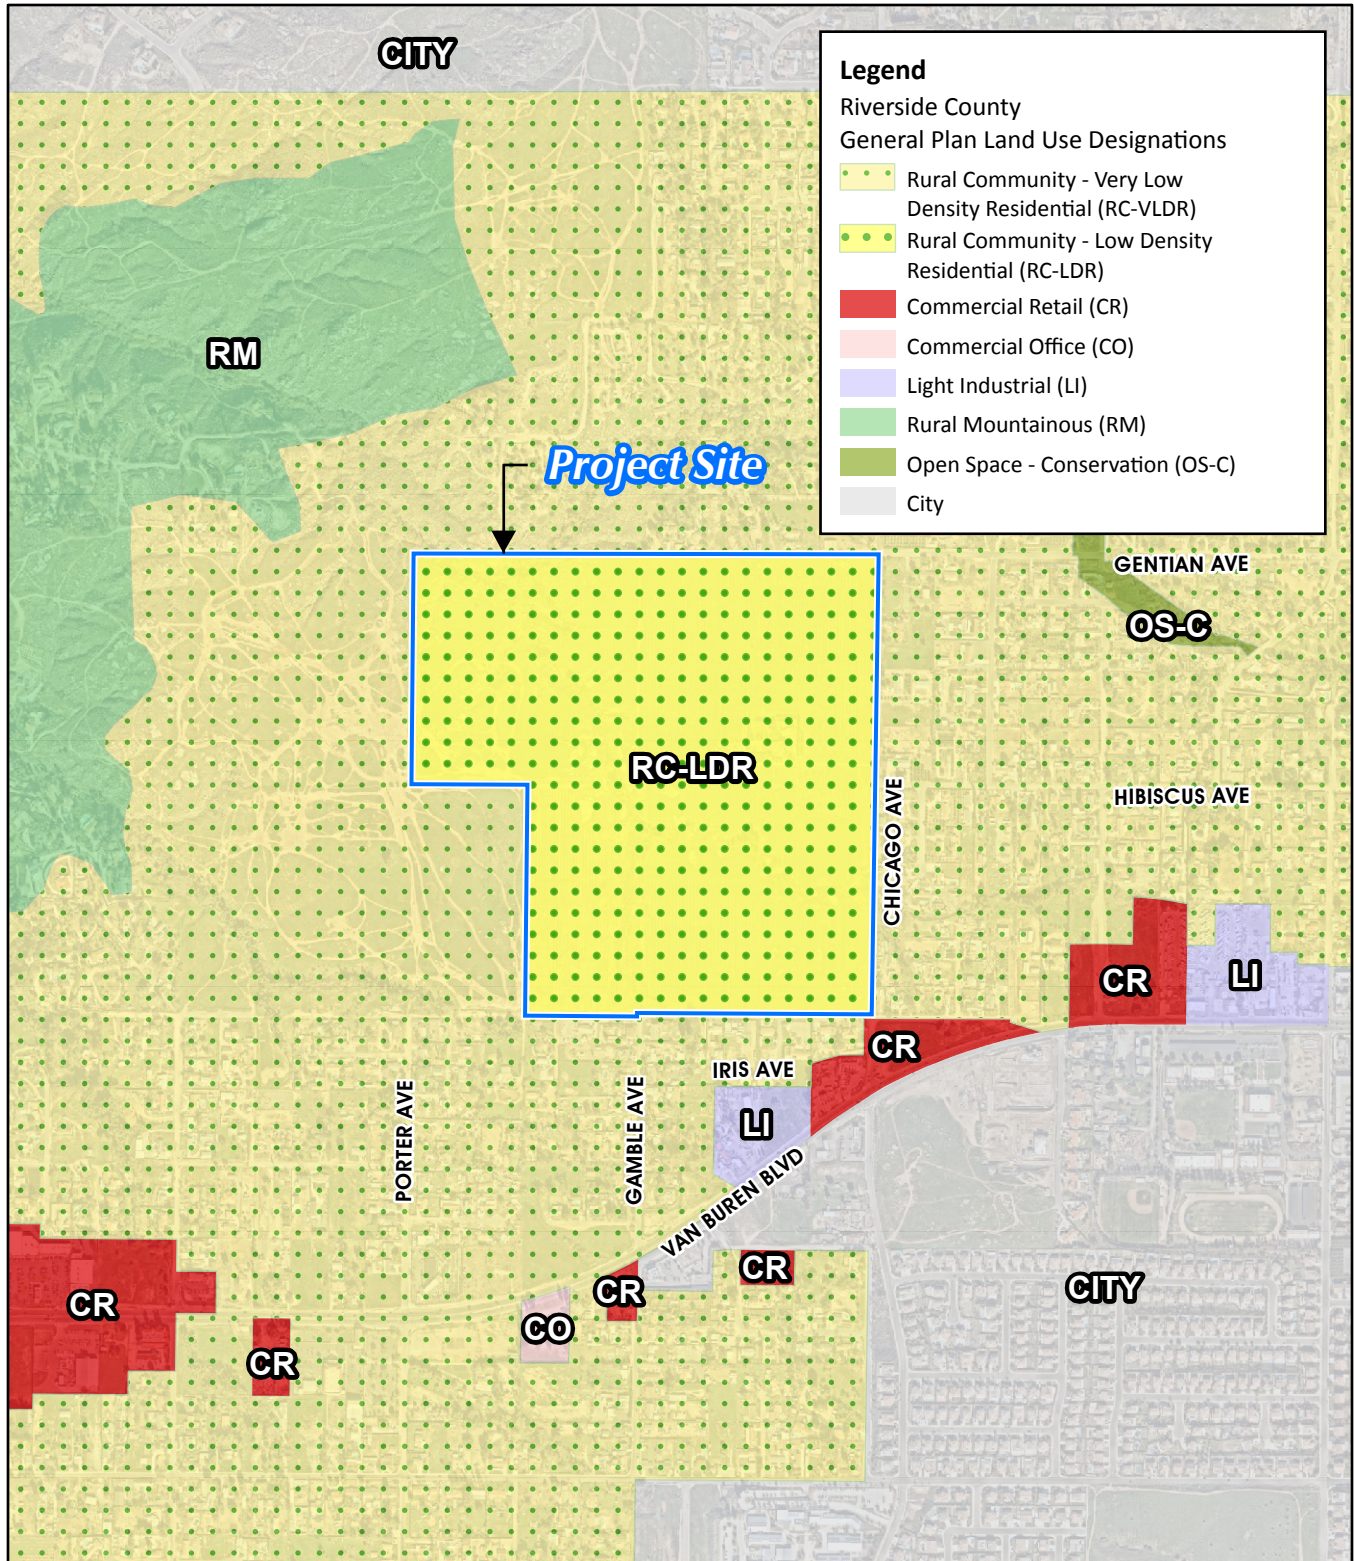 CITY
Legend
Riverside County
General Plan Land Use Designations
Rural Community - Very Low
Density Residential (RC-VLDR)
Rural Community - Low Density
Residential (RC-LDR)
Commercial Retail (CR)
Commercial Office (CO)
Light Industrial (LI)
Rural Mountainous (RM)
Open Space - Conservation (OS-C)
City
RM
Project Site
GENTIAN AVE
OS-C
RC-LDR
HIBISCUS AVE
CHICAGO AVE
CR
LI
CR
IRIS AVE
LI
PORTER AVE
GAMBLE AVE
VAN BUREN BLVD
CR
CR
CITY
CR
CO
CR